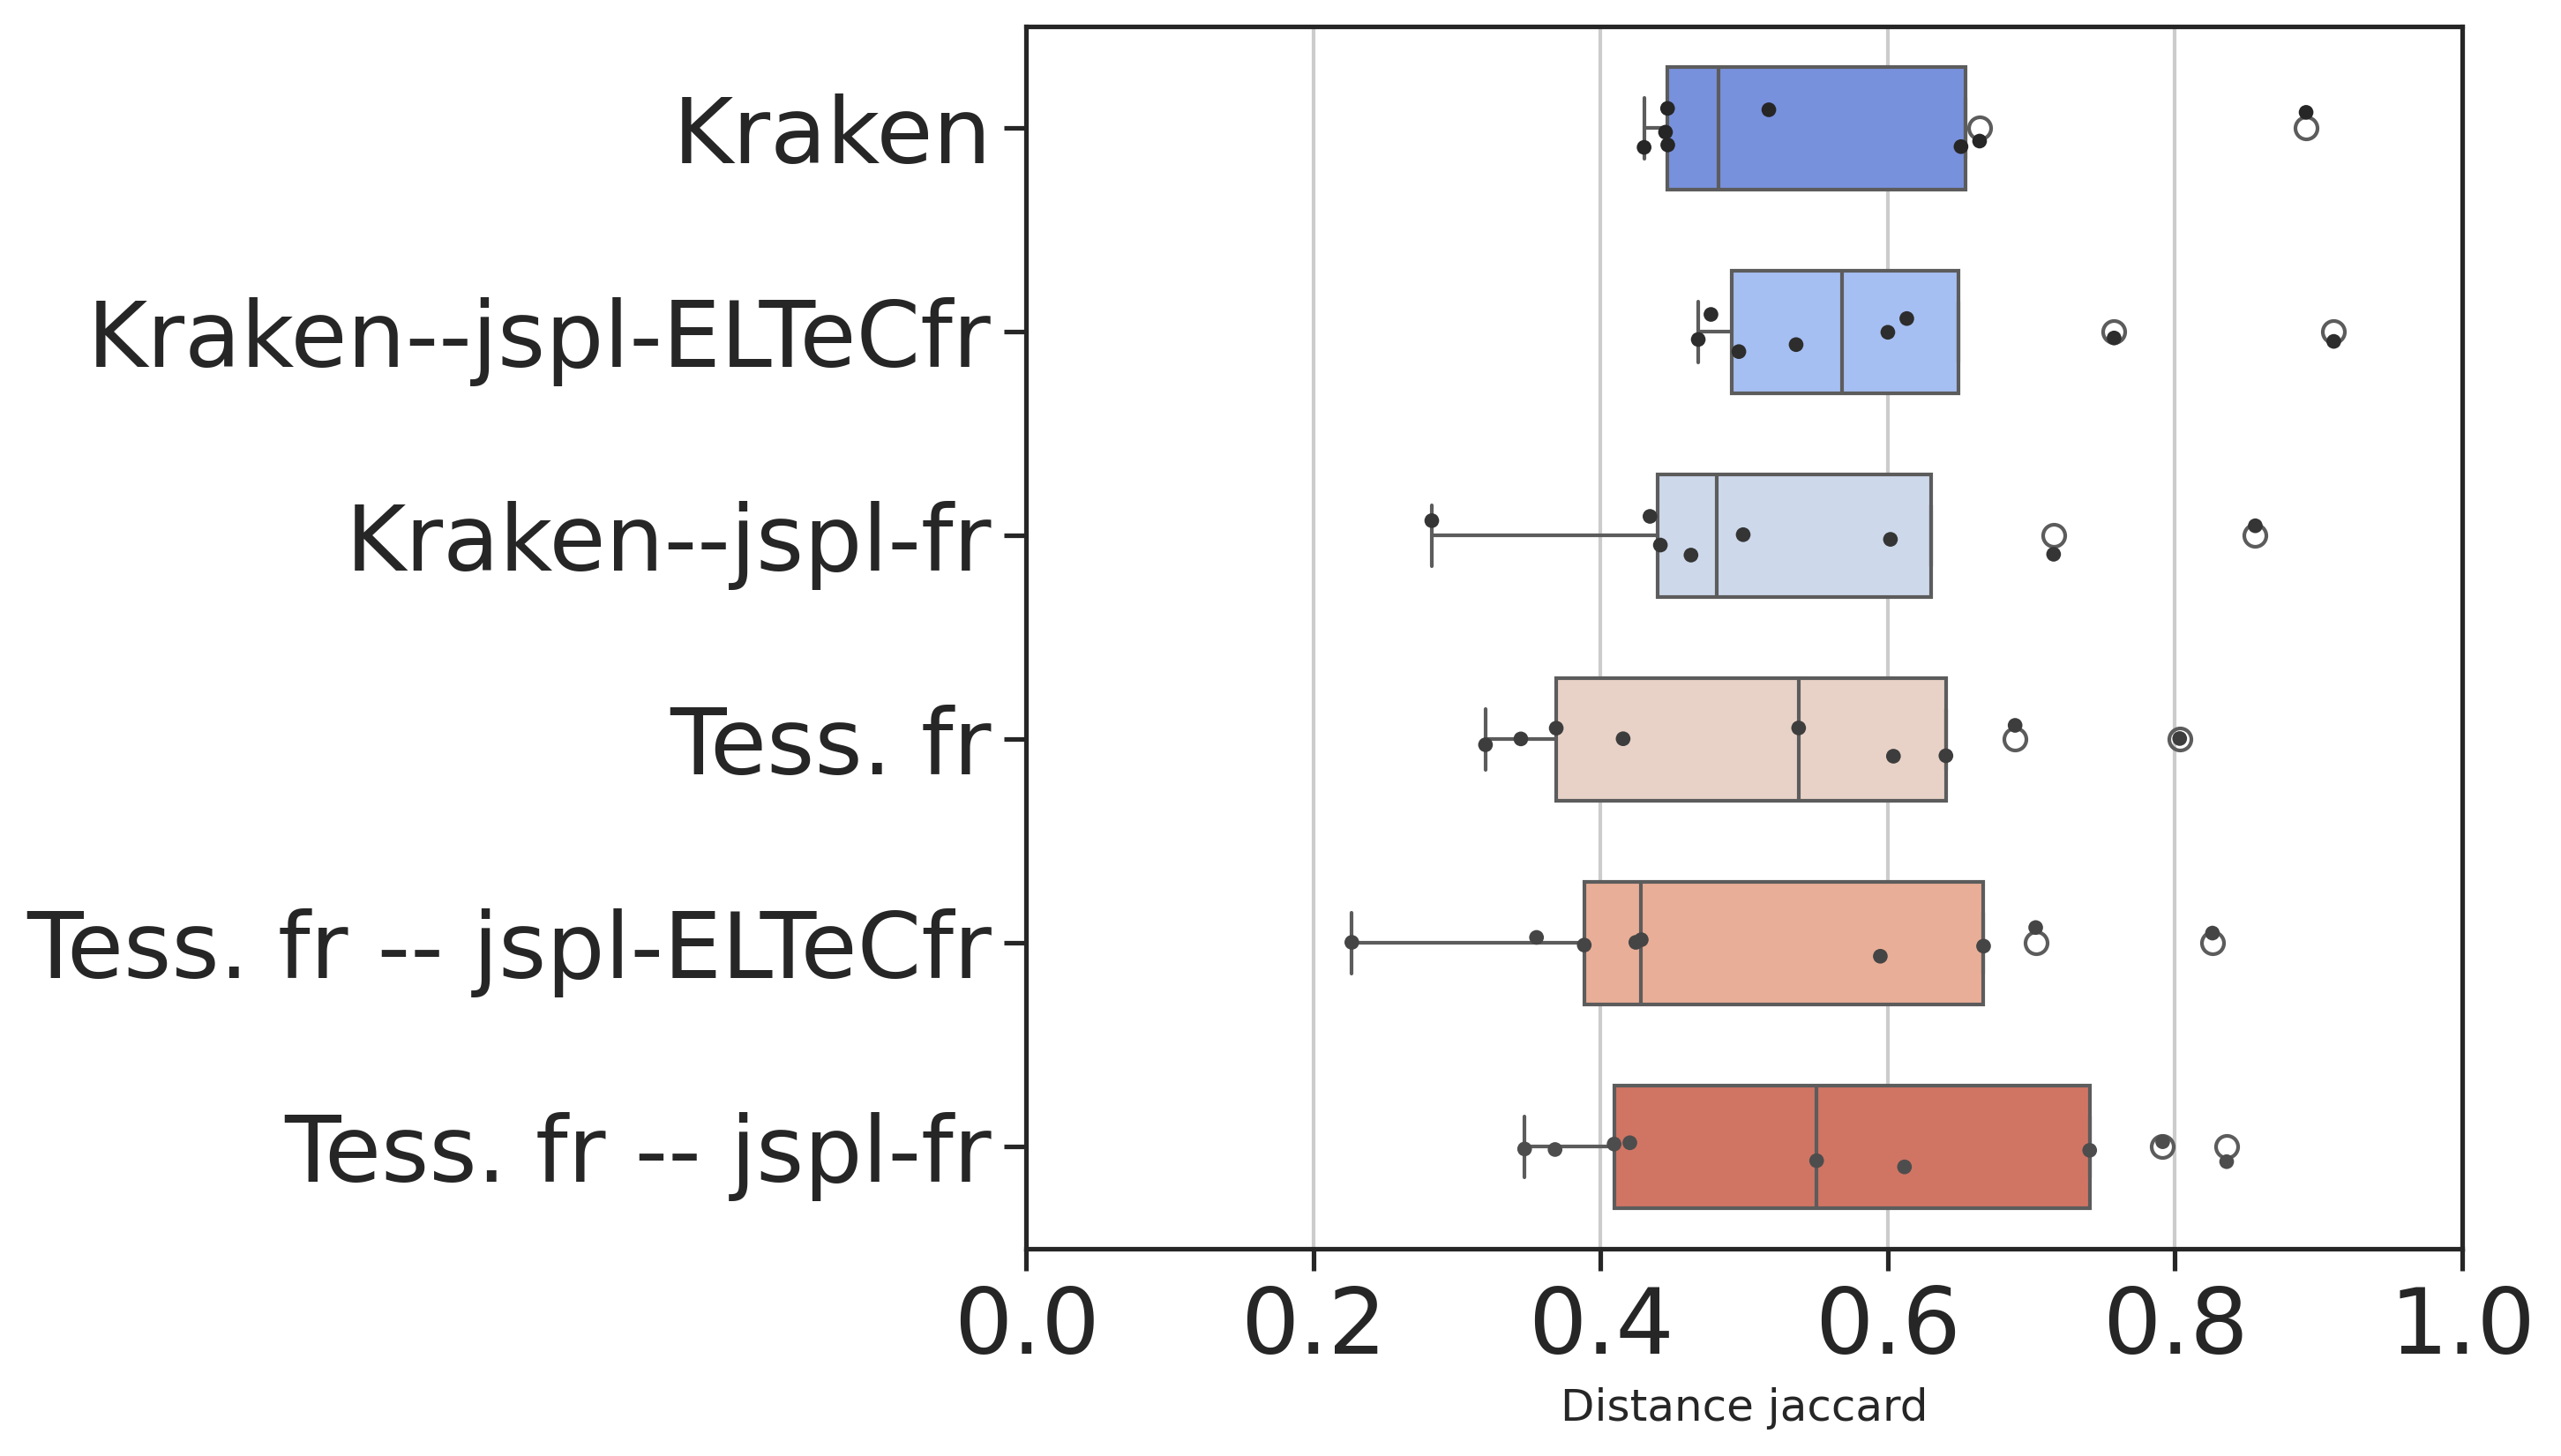 Kraken
Kraken--jspl-ELTeCfr
Kraken--jspl-fr
Tess. fr
Tess. fr -- jspl-ELTeCfr
Tess. fr -- jspl-fr
0.0 0.2 0.4 0.6 0.8 1.0
Distance jaccard